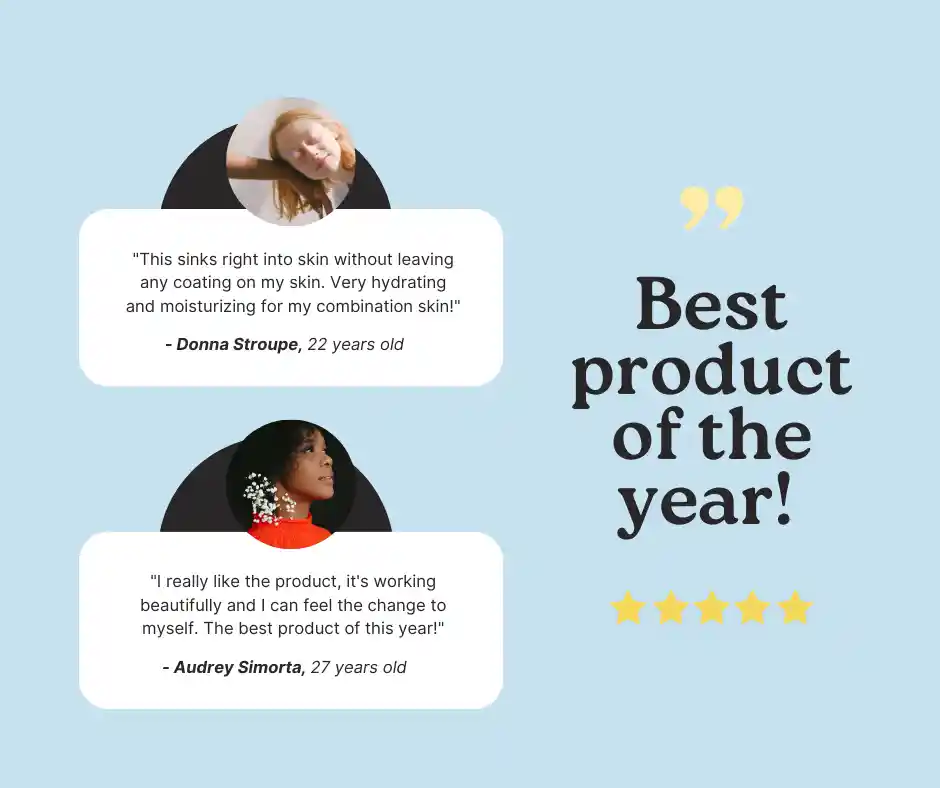 "This sinks right into skin without leaving
any coating on my skin. Very hydrating
and moisturizing for my combination skin!"
- Donna Stroupe, 22 years old
"I really like the product, it's working
beautifully and I can feel the change to
myself. The best product of this year!"
- Audrey Simorta, 27 years old
”
Best
product
of the
year!